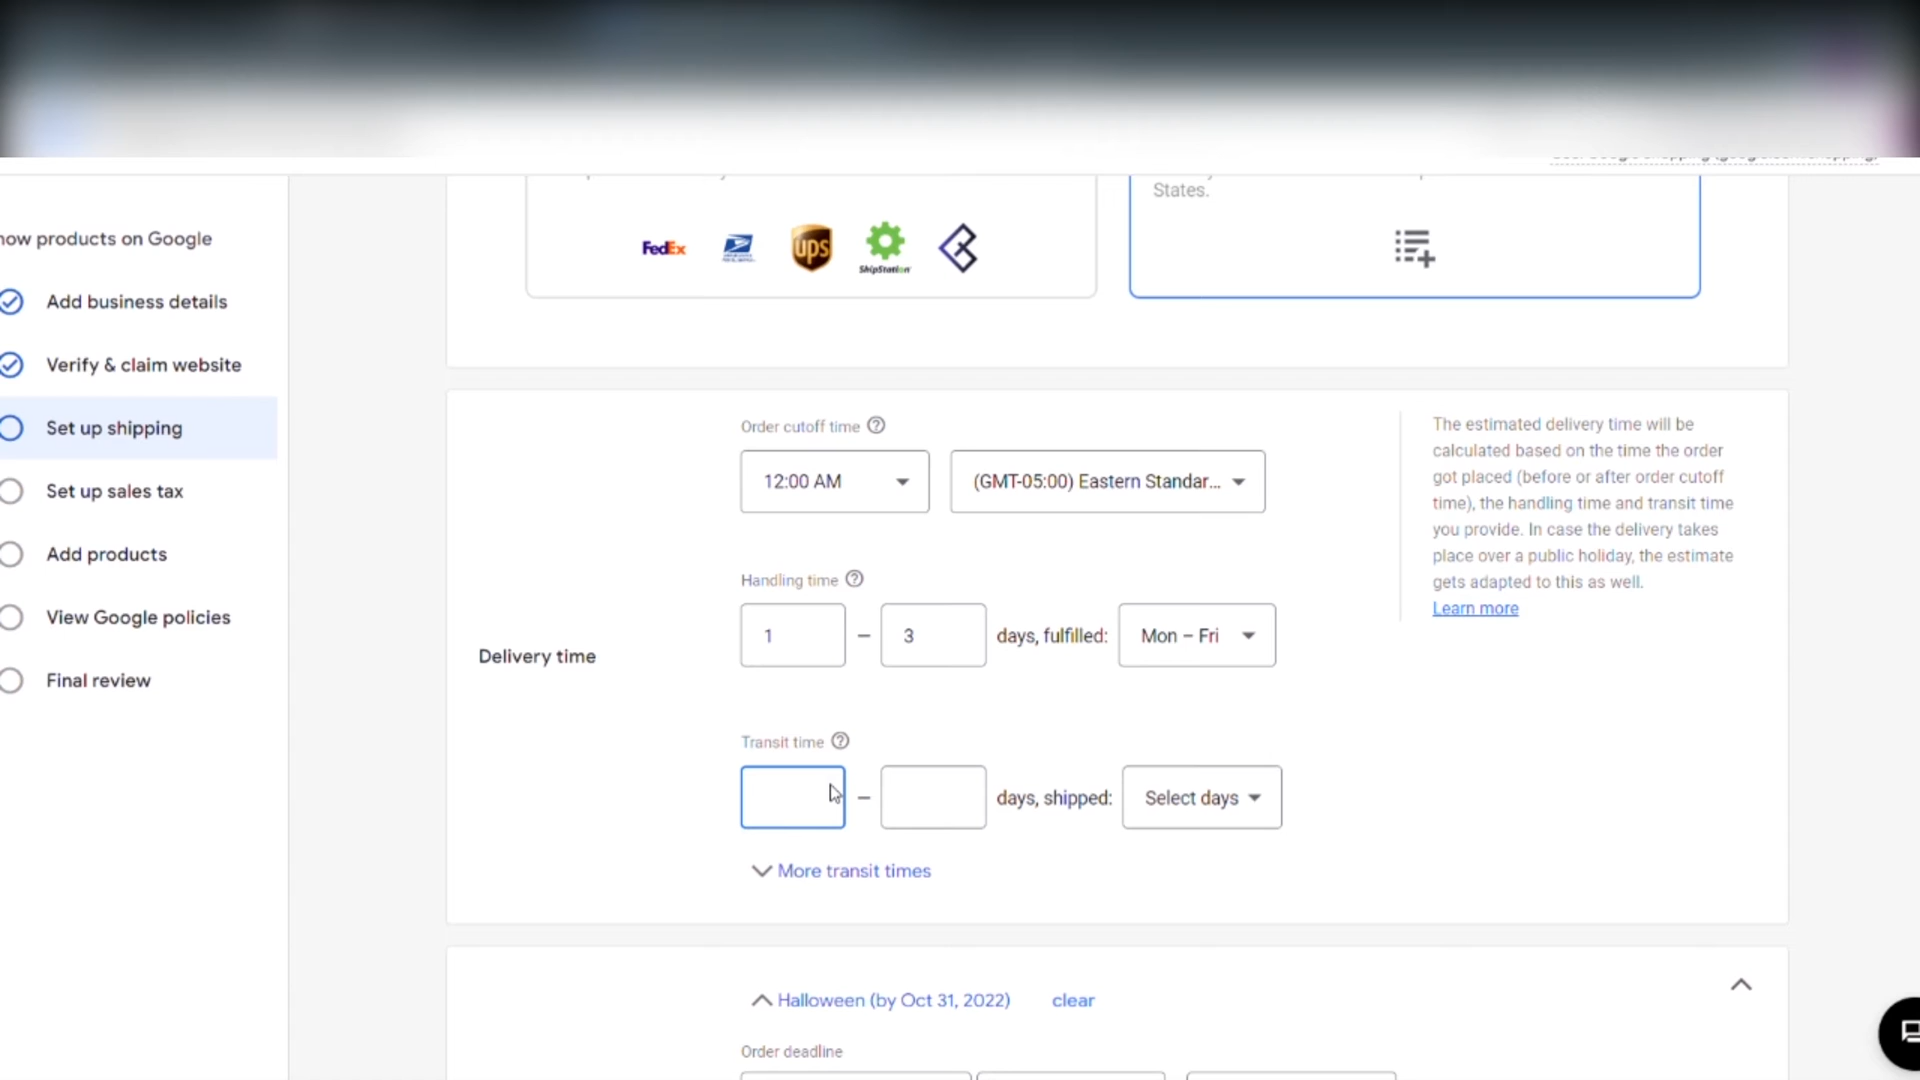 States.
FedEx
ups
ShipStation
how products on Google
Add business details
Verify & claim website
Set up shipping
Set up sales tax
Add products
View Google policies
Final review
Delivery time
Order cutoff time
12:00 AM
(GMT-05:00) Eastern Standar...
Handling time
1 – 3 days, fulfilled: Mon – Fri
Transit time
– days, shipped: Select days
More transit times
The estimated delivery time will be
calculated based on the time the order
got placed (before or after order cutoff
time), the handling time and transit time
you provide. In case the delivery takes
place over a public holiday, the estimate
gets adapted to this as well.
Learn more
Halloween (by Oct 31, 2022) clear
Order deadline